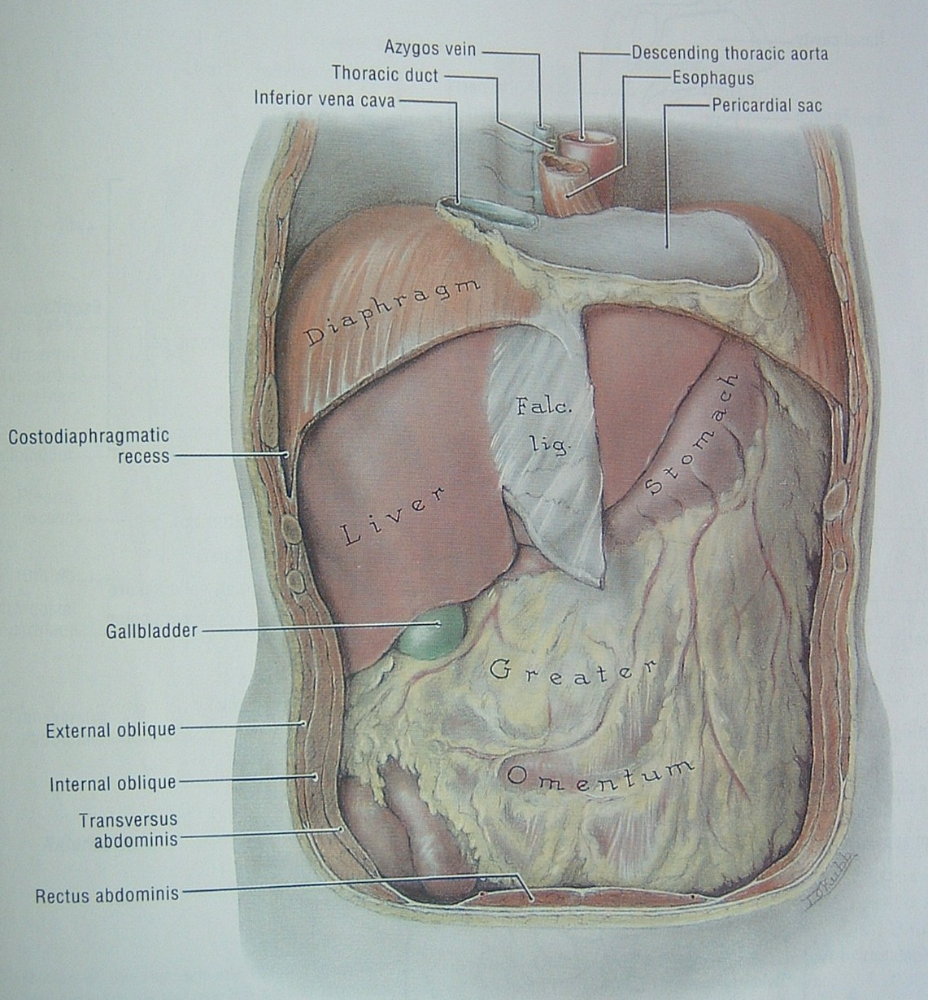 Azygos vein
Descending thoracic aorta
Thoracic duct
Esophagus
Inferior vena cava
Pericardial sac
Diaphragm
Falc.
lig.
Stomach
Costodiaphragmatic
recess
Liver
Gallbladder
Greater
External oblique
Omentum
Internal oblique
Transversus
abdominis
Rectus abdominis